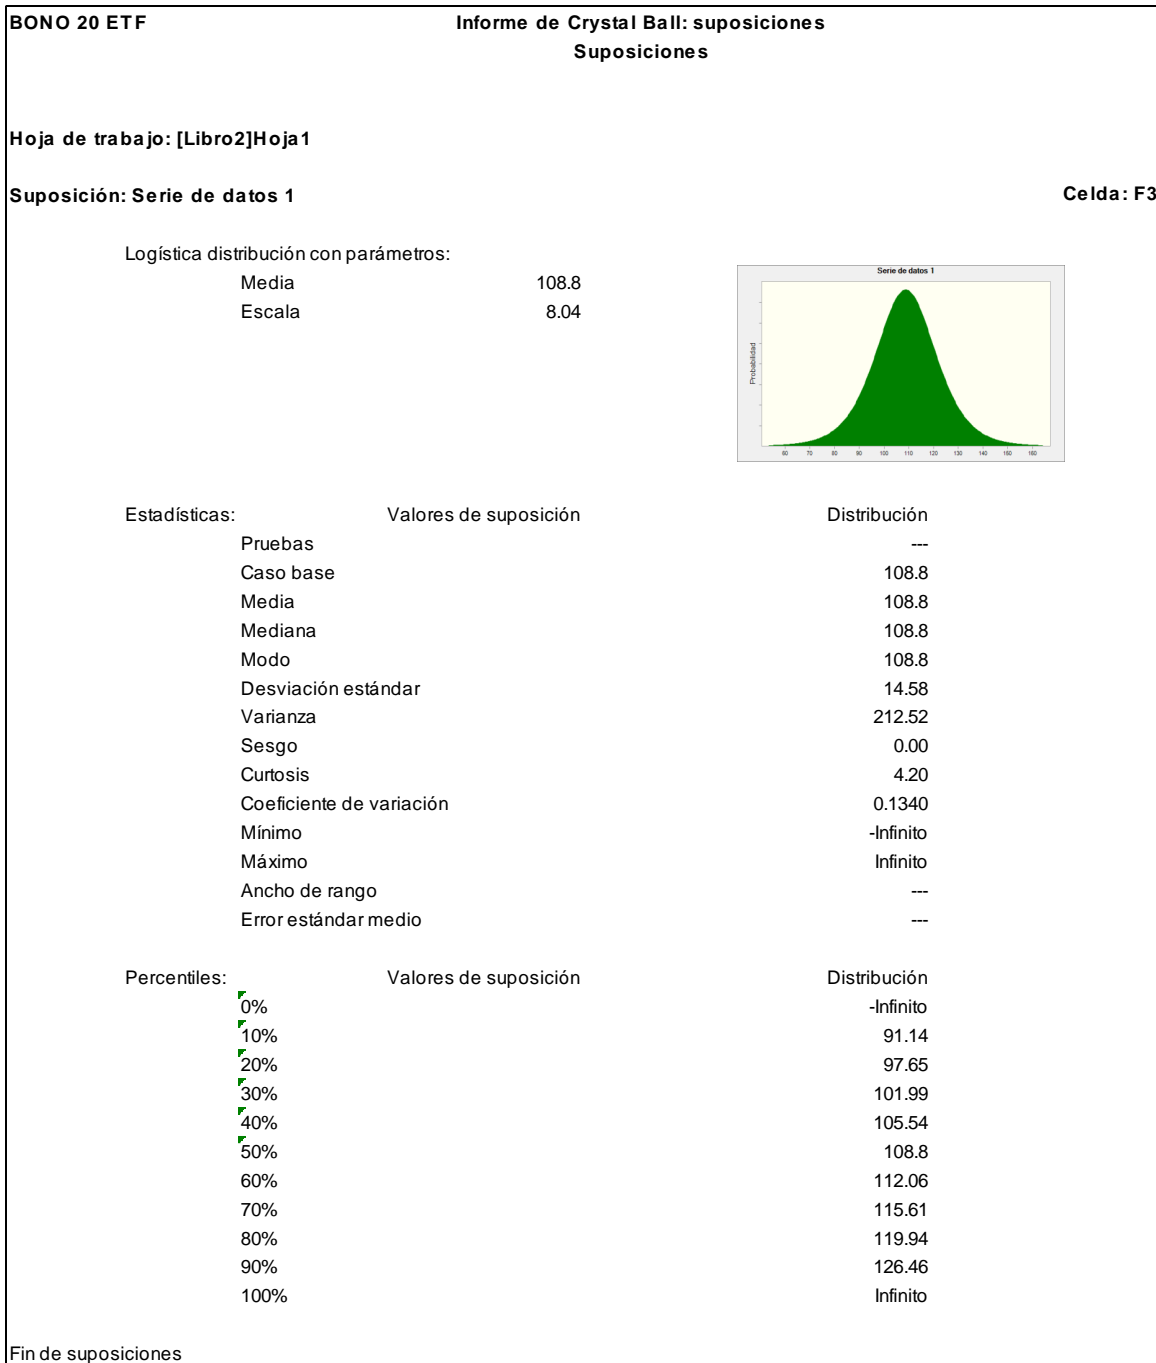 BONO 20 ETF Informe de Crystal Ball: suposiciones
Suposiciones
Hoja de trabajo: [Libro2]Hoja1
Suposición: Serie de datos 1 Celda: F3
Logística distribución con parámetros:
Media 108.8
Escala 8.04
Serie de datos 1
Probabilidad
60 70 80 90 100 110 120 130 140 150 160
Estadísticas: Valores de suposición Distribución
Pruebas ---
Caso base 108.8
Media 108.8
Mediana 108.8
Modo 108.8
Desviación estándar 14.58
Varianza 212.52
Sesgo 0.00
Curtosis 4.20
Coeficiente de variación 0.1340
Mínimo -Infinito
Máximo Infinito
Ancho de rango ---
Error estándar medio ---
Percentiles: Valores de suposición Distribución
0% -Infinito
10% 91.14
20% 97.65
30% 101.99
40% 105.54
50% 108.8
60% 112.06
70% 115.61
80% 119.94
90% 126.46
100% Infinito
Fin de suposiciones